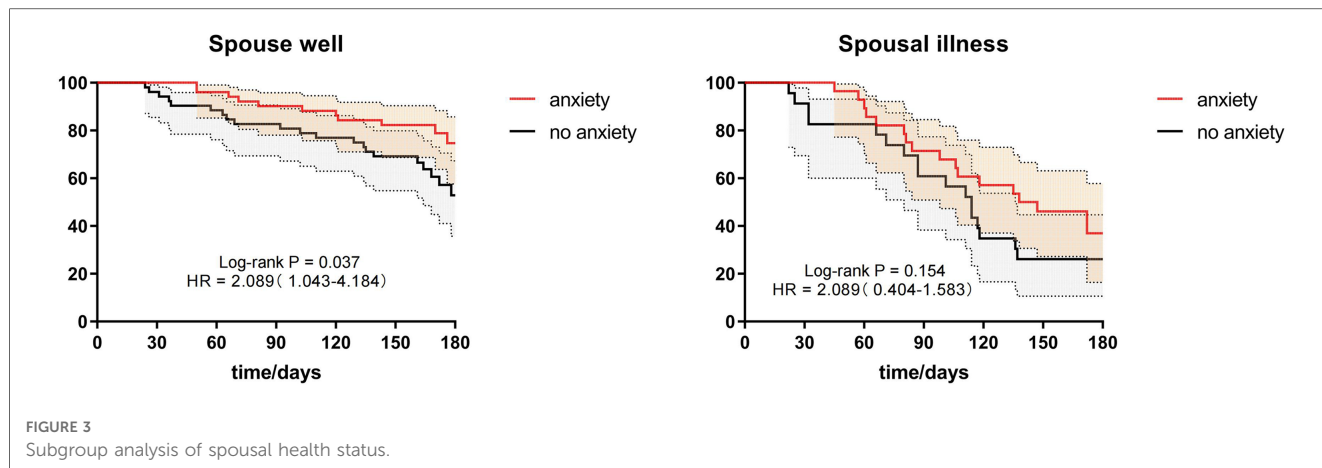 Spouse well
100
80
60
40
20
0
0 30 60 90 120 150 180
time/days
Log-rank P = 0.037
HR = 2.089( 1.043-4.184)
anxiety
no anxiety
Spousal illness
100
80
60
40
20
0
0 30 60 90 120 150 180
time/days
Log-rank P = 0.154
HR = 2.089( 0.404-1.583)
anxiety
no anxiety
FIGURE 3
Subgroup analysis of spousal health status.